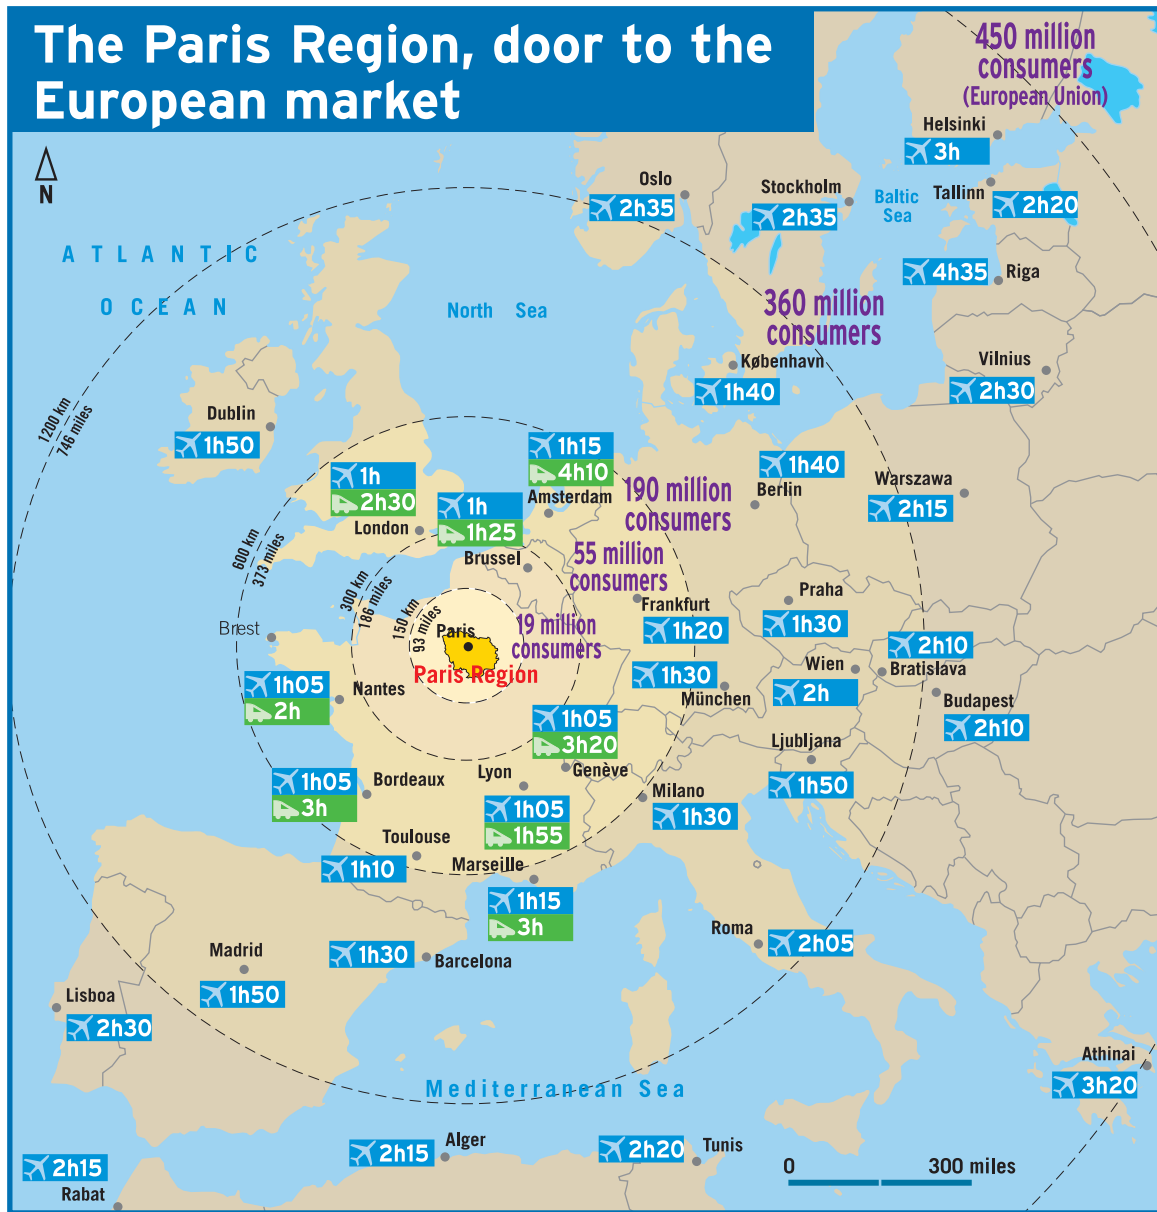 The Paris Region, door to the
European market
450 million
consumers
(European Union)
N
Helsinki
3h
Oslo
2h35
Stockholm
2h35
Baltic
Sea
Tallinn
2h20
ATLANTIC
OCEAN
North Sea
4h35
Riga
360 million
consumers
København
1h40
Vilnius
2h30
1200 km
746 miles
Dublin
1h50
1h15
4h10
Amsterdam
1h
2h30
London
1h
1h25
Brussel
190 million
consumers
1h40
Berlin
Warszawa
2h15
600 km
373 miles
55 million
consumers
300 km
186 miles
150 km
93 miles
Frankfurt
1h20
Praha
1h30
Brest
Paris
19 million
consumers
Paris Region
2h10
Bratislava
Wien
2h
1h30
München
1h05
2h
Nantes
Budapest
2h10
1h05
3h20
Genève
Ljubljana
1h50
1h05
3h
Bordeaux
Lyon
1h05
1h55
Milano
1h30
Toulouse
1h10
Marseille
1h15
3h
Roma
2h05
Madrid
1h50
1h30
Barcelona
Lisboa
2h30
Athinai
3h20
Mediterranean Sea
2h15
Rabat
2h15
Alger
2h20
Tunis
0
300 miles